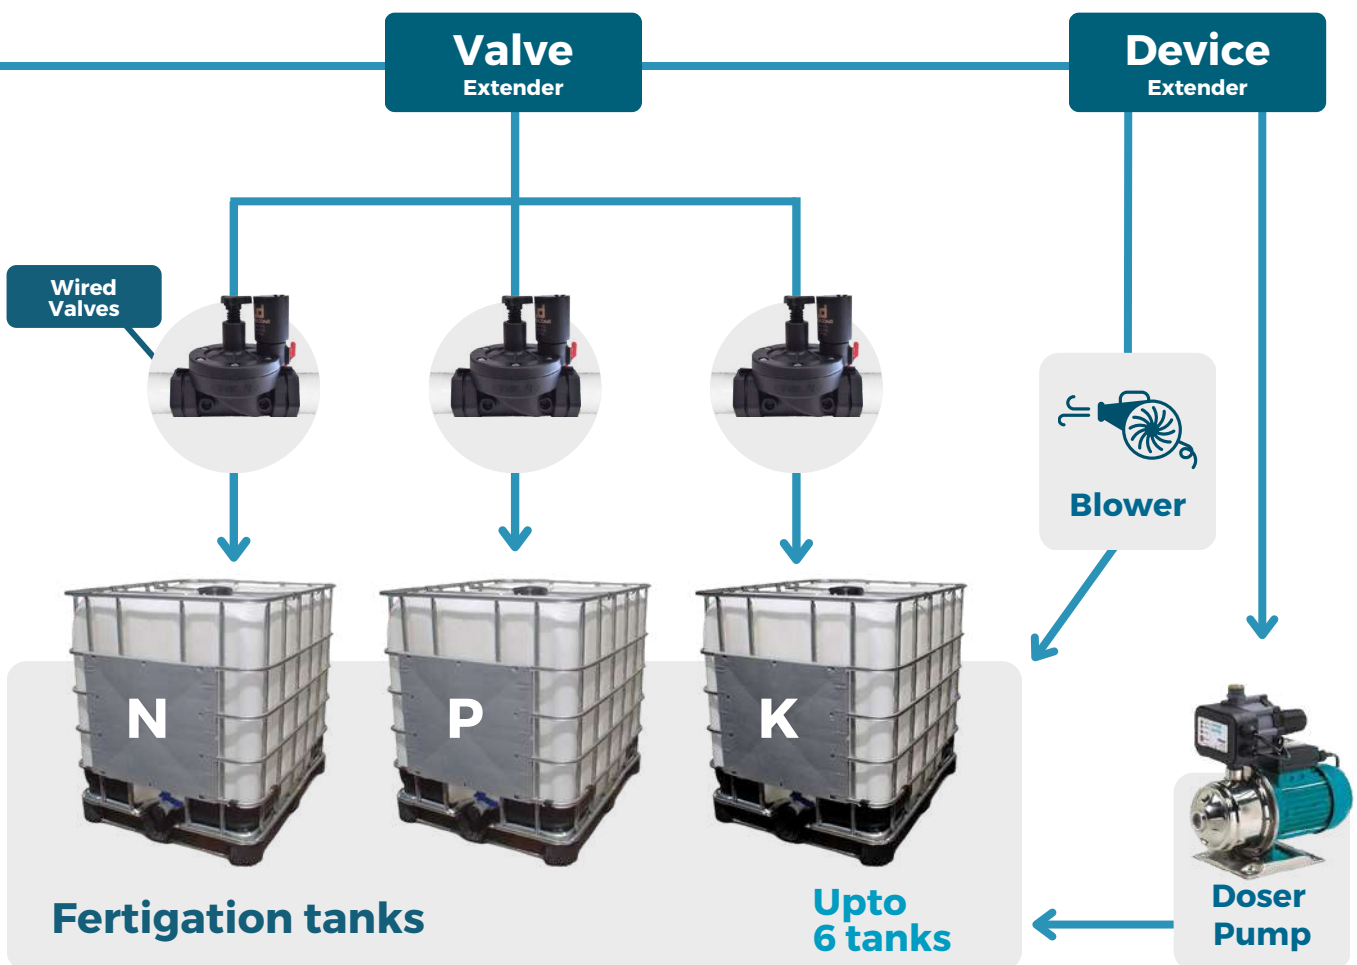 Valve
Extender
Device
Extender
Wired
Valves
Blower
N
P
K
Fertigation tanks
Upto
6 tanks
Doser
Pump